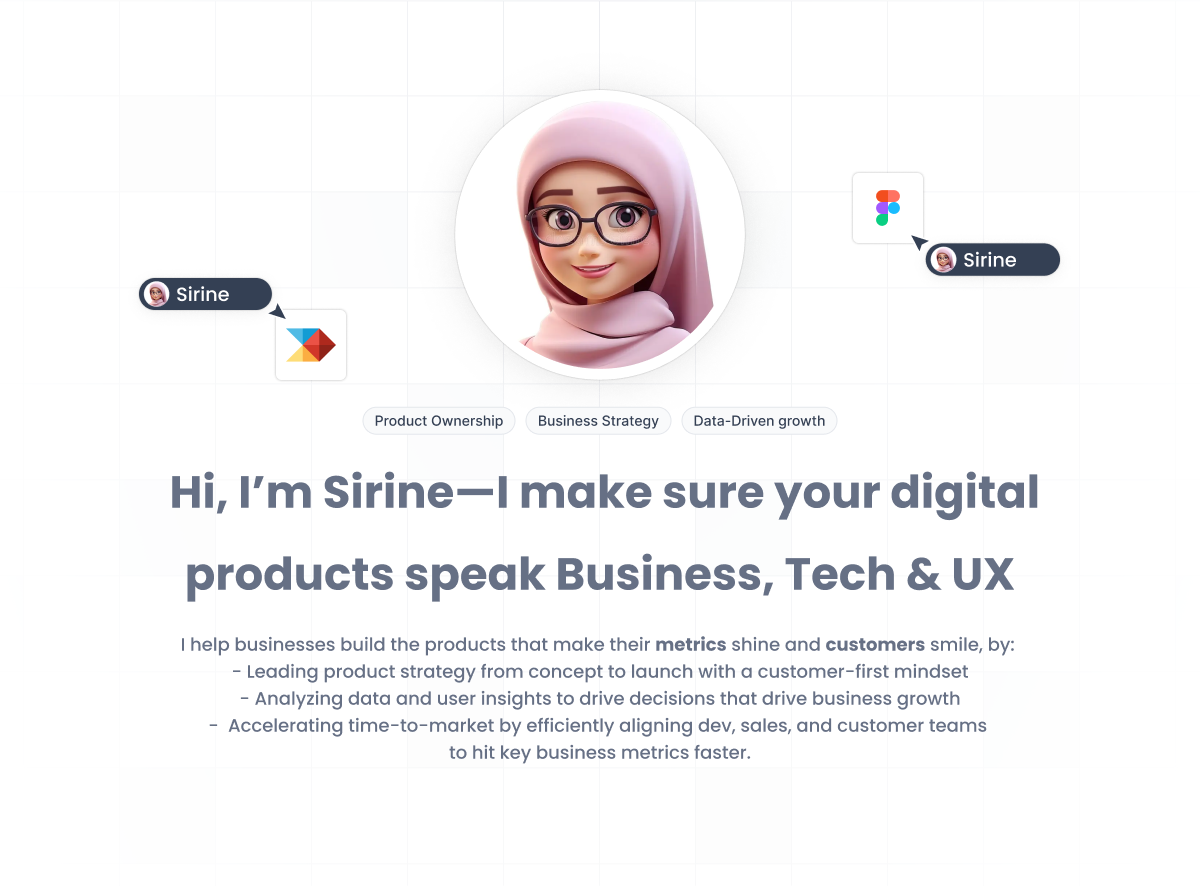 Sirine
Sirine
Product Ownership
Business Strategy
Data-Driven growth
Hi, I’m Sirine—I make sure your digital
products speak Business, Tech & UX
I help businesses build the products that make their metrics shine and customers smile, by:
- Leading product strategy from concept to launch with a customer-first mindset
- Analyzing data and user insights to drive decisions that drive business growth
- Accelerating time-to-market by efficiently aligning dev, sales, and customer teams
to hit key business metrics faster.